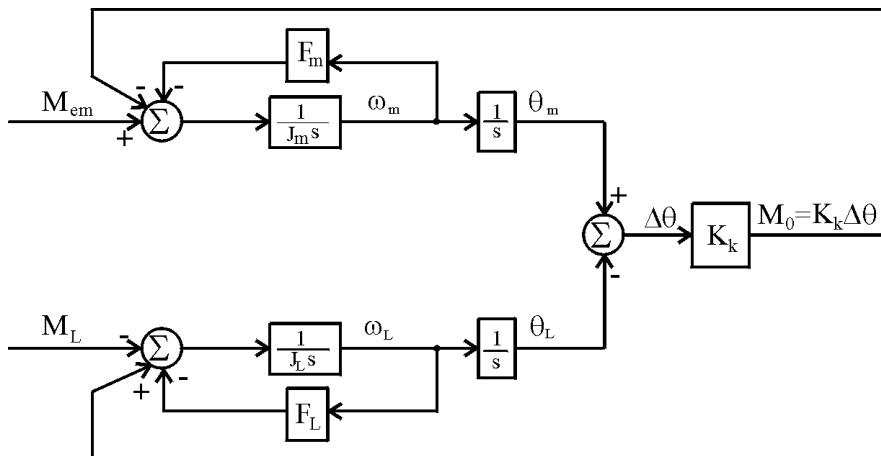 F_m
- -
M_em + Σ 1/(J_m s) ω_m 1/s θ_m
+
Σ Δθ K_k M_0=K_kΔθ
-
M_L - Σ 1/(J_L s) ω_L 1/s θ_L
+ -
F_L